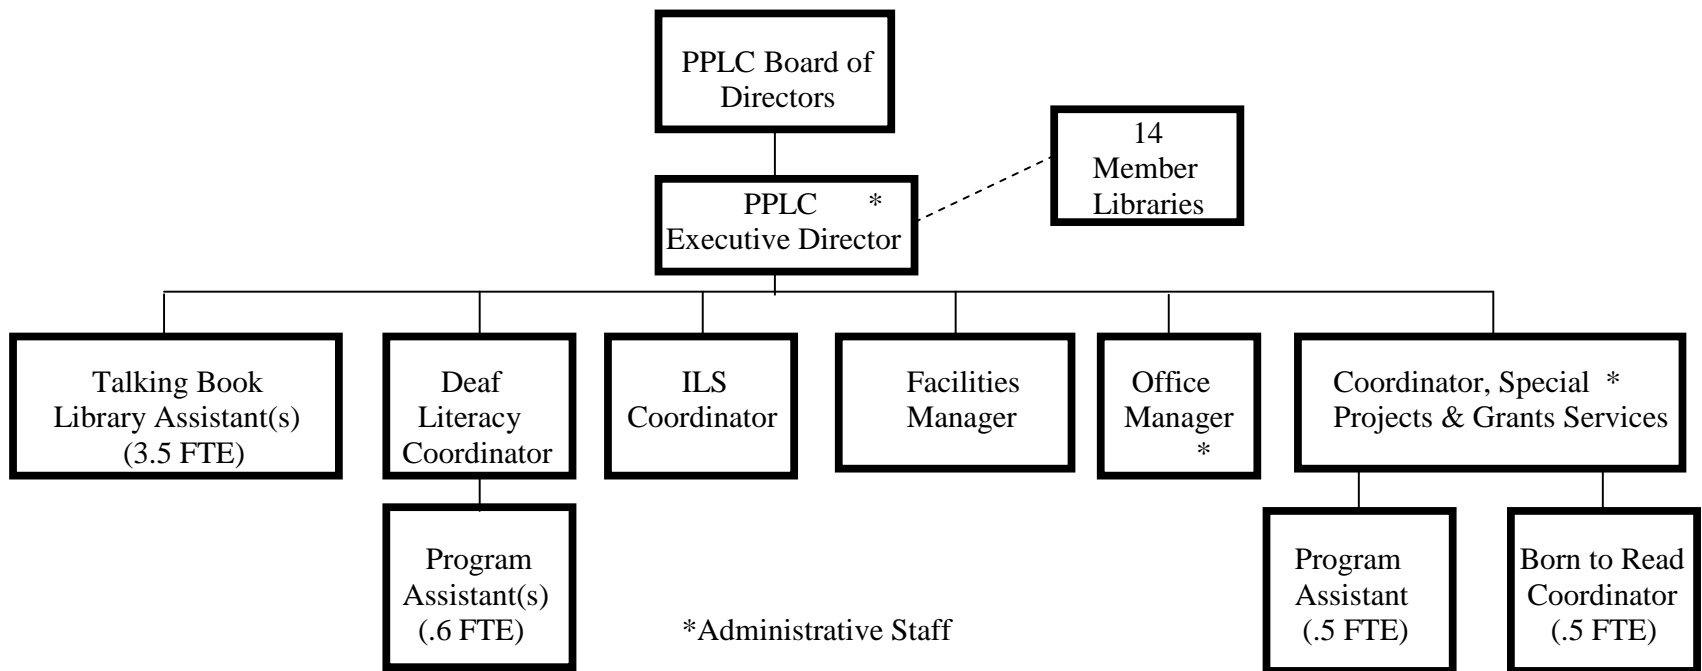 PPLC Board of
Directors
14
Member
Libraries
PPLC *
Executive Director
Talking Book
Library Assistant(s)
(3.5 FTE)
Deaf
Literacy
Coordinator
ILS
Coordinator
Facilities
Manager
Office
Manager
*
Coordinator, Special *
Projects & Grants Services
Program
Assistant(s)
(.6 FTE)
Program
Assistant
(.5 FTE)
Born to Read
Coordinator
(.5 FTE)
*Administrative Staff